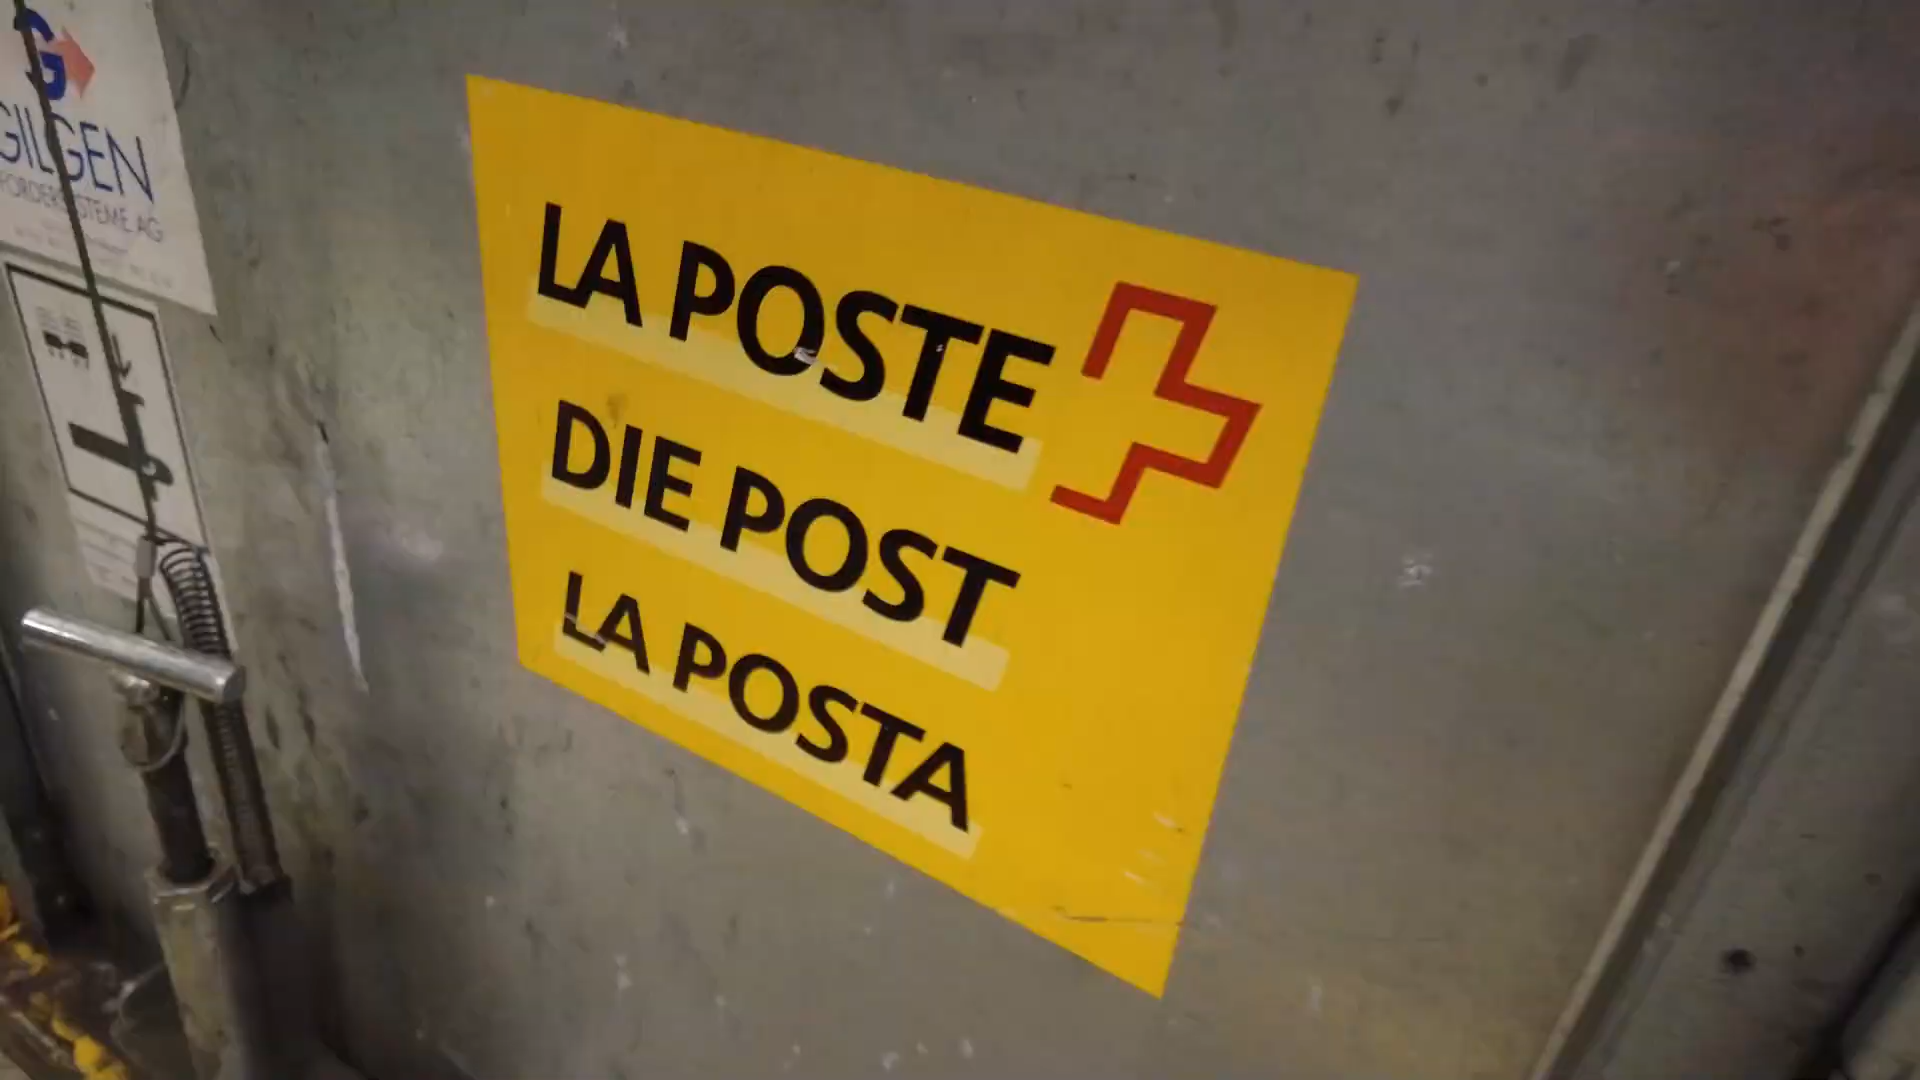 G
GILGEN
FÖRDERSYSTEME AG
LA POSTE
DIE POST
LA POSTA